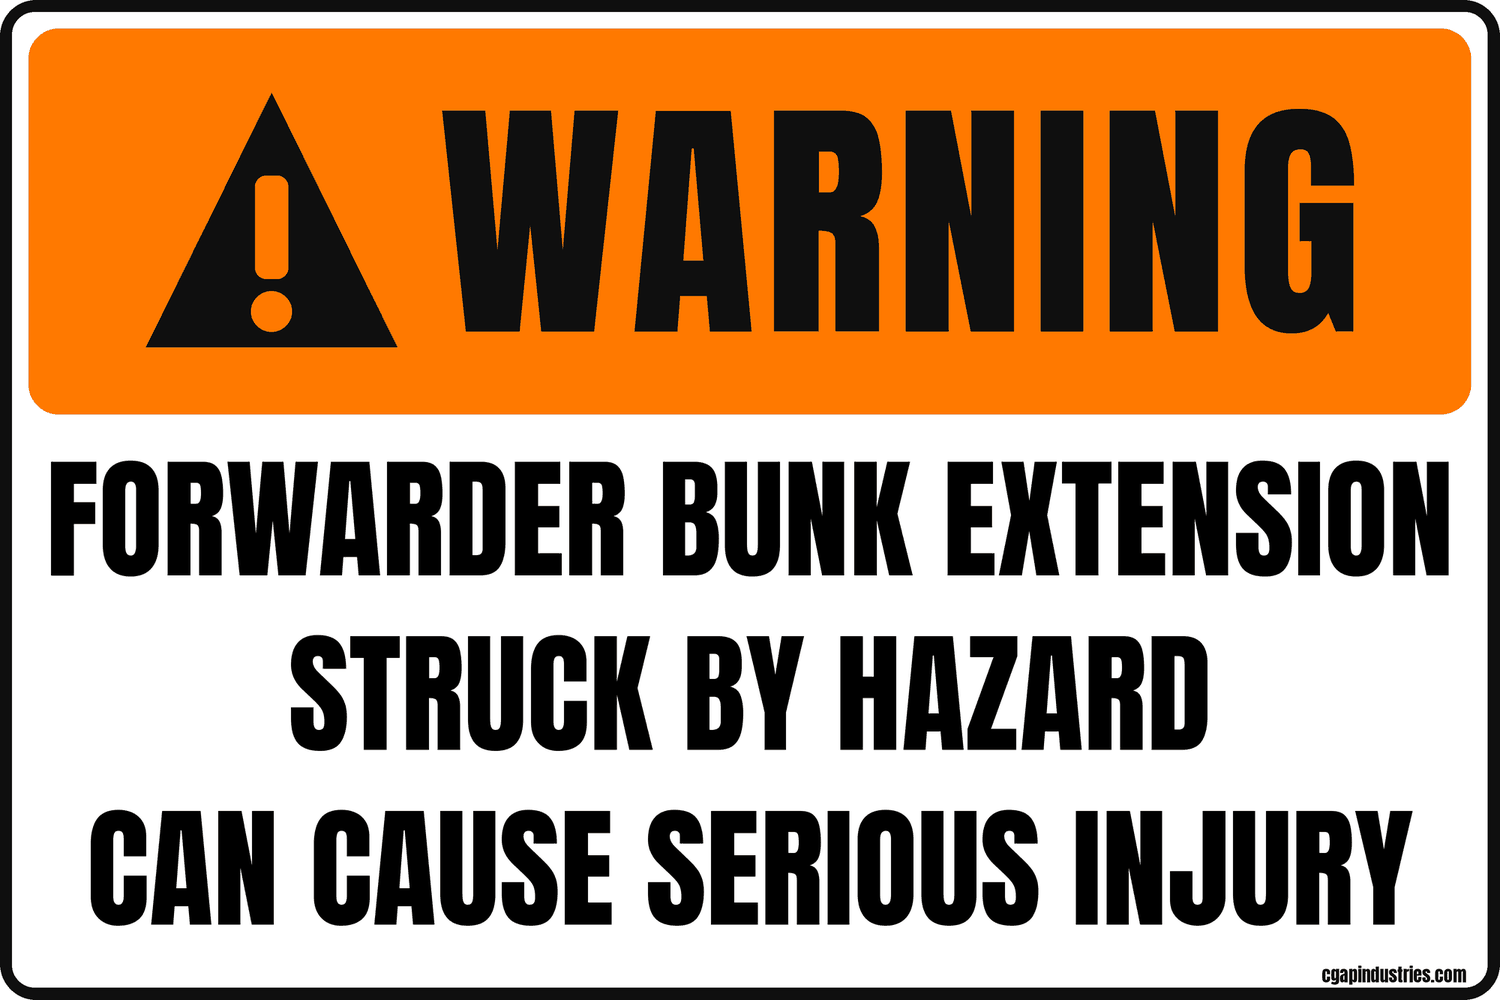 WARNING
FORWARDER BUNK EXTENSION
STRUCK BY HAZARD
CAN CAUSE SERIOUS INJURY
cgapindustries.com